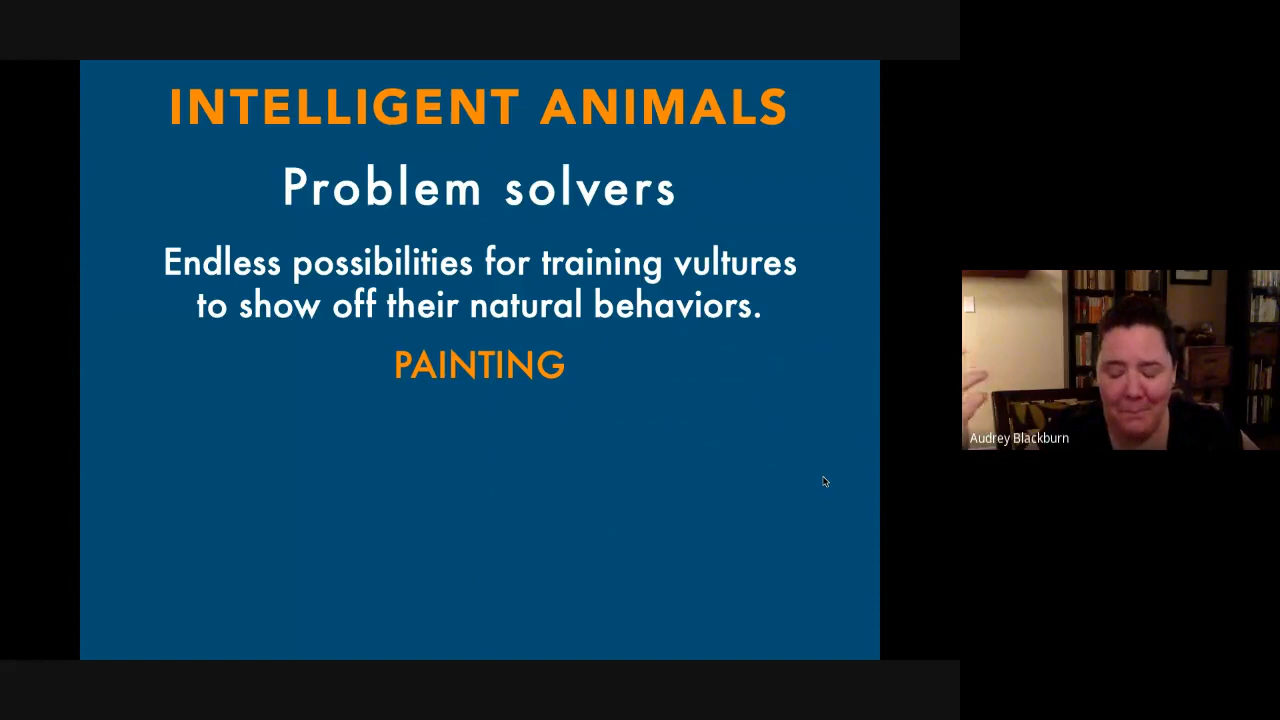 INTELLIGENT ANIMALS
Problem solvers
Endless possibilities for training vultures
to show off their natural behaviors.
PAINTING
Audrey Blackburn